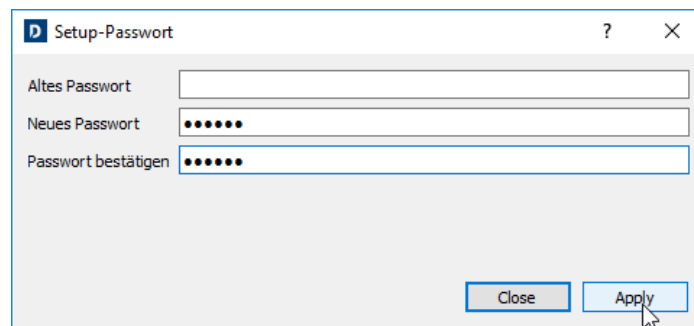 D Setup-Passwort ?
Altes Passwort
Neues Passwort ●●●●●●
Passwort bestätigen ●●●●●●
Close Apply